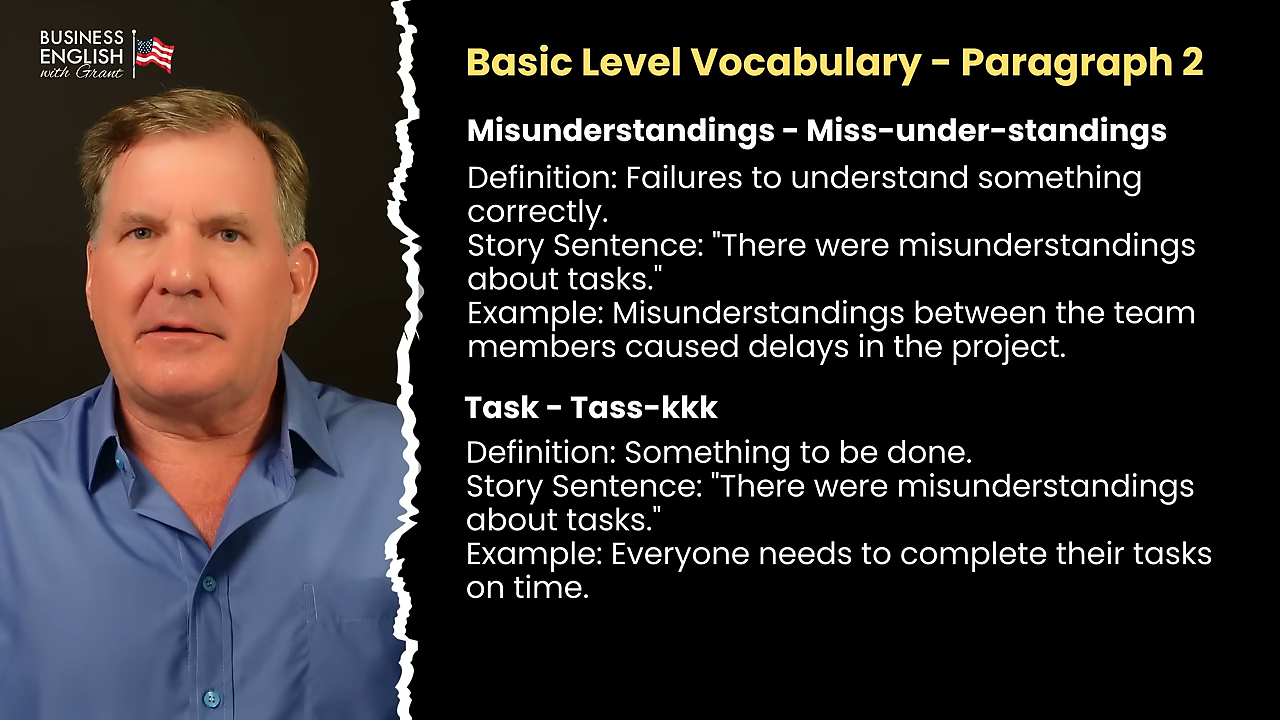 BUSINESS
ENGLISH
with Grant
Basic Level Vocabulary - Paragraph 2
Misunderstandings - Miss-under-standings
Definition: Failures to understand something
correctly.
Story Sentence: "There were misunderstandings
about tasks."
Example: Misunderstandings between the team
members caused delays in the project.
Task - Tass-kkk
Definition: Something to be done.
Story Sentence: "There were misunderstandings
about tasks."
Example: Everyone needs to complete their tasks
on time.